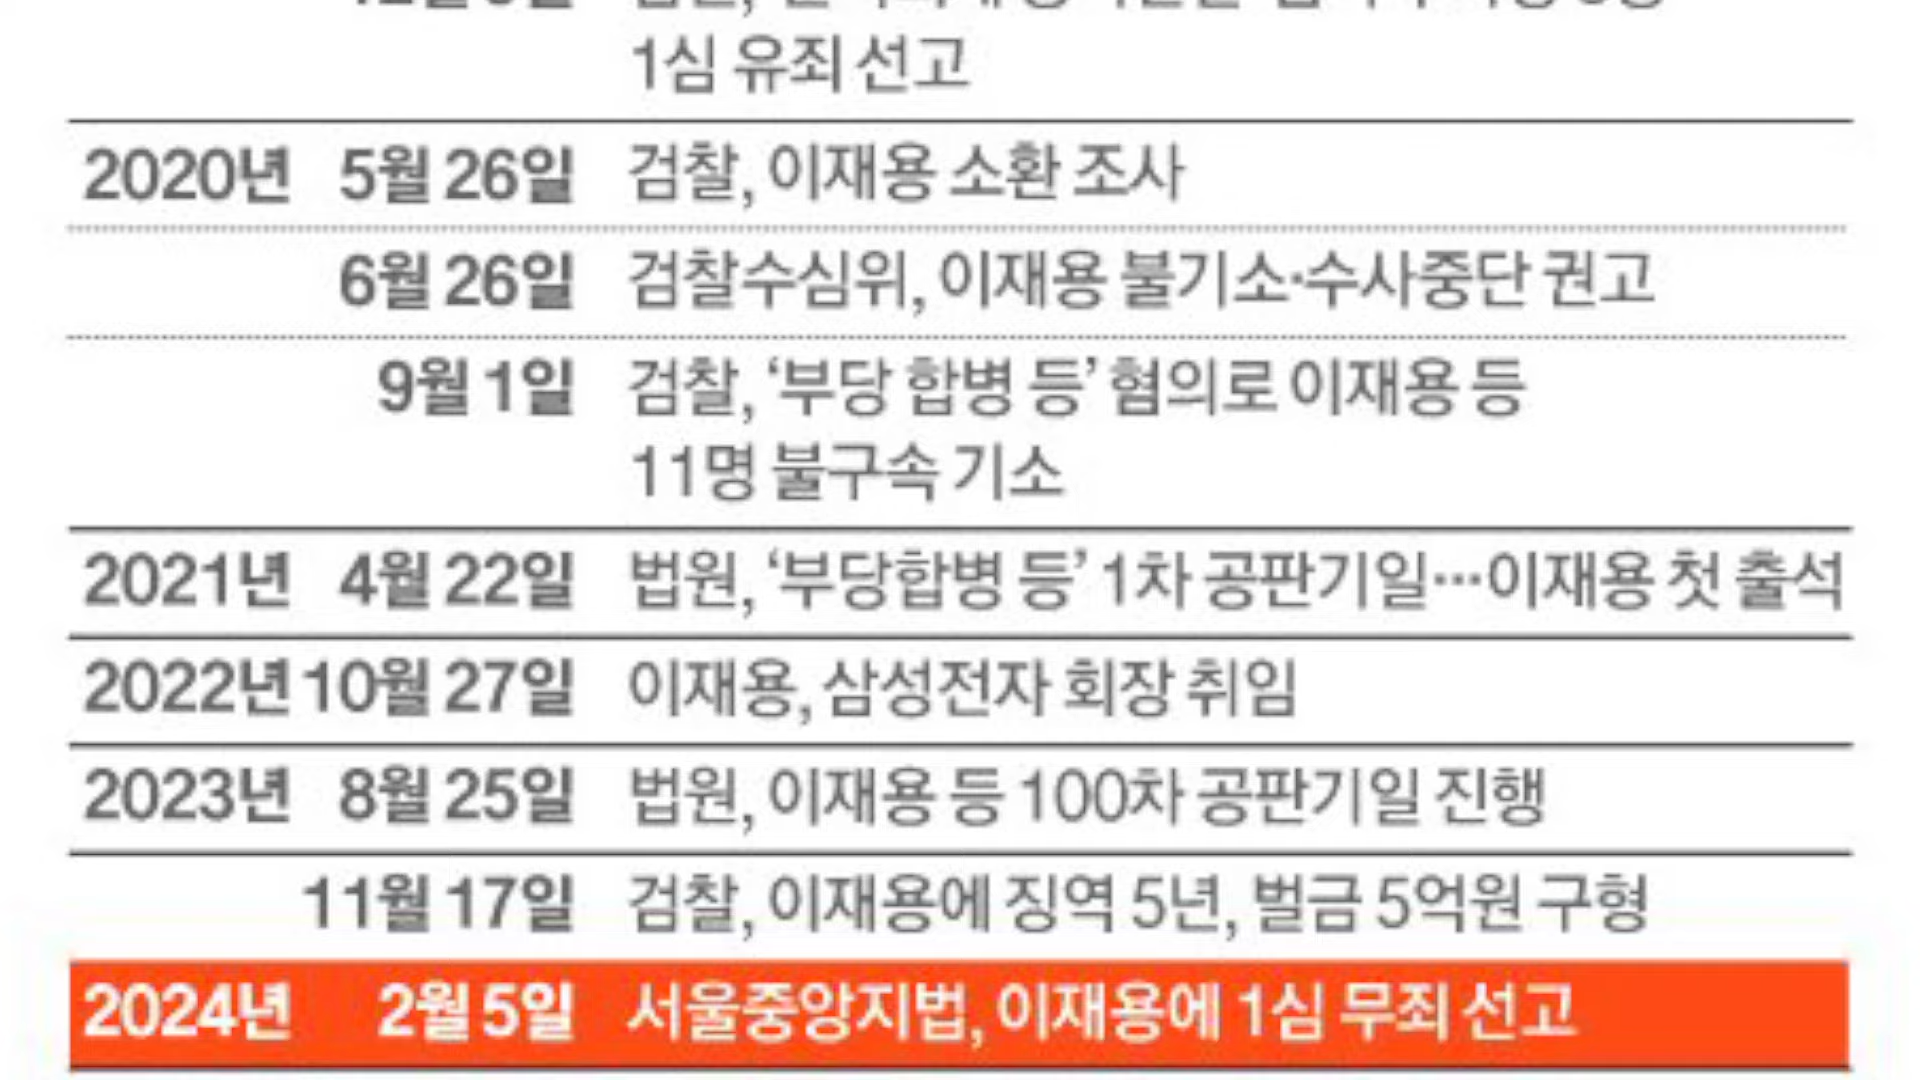 1심 유죄 선고
2020년 5월 26일 검찰, 이재용 소환 조사
6월 26일 검찰수심위, 이재용 불기소·수사중단 권고
9월 1일 검찰, ‘부당 합병 등’ 혐의로 이재용 등
11명 불구속 기소
2021년 4월 22일 법원, ‘부당합병 등’ 1차 공판기일…이재용 첫 출석
2022년 10월 27일 이재용, 삼성전자 회장 취임
2023년 8월 25일 법원, 이재용 등 100차 공판기일 진행
11월 17일 검찰, 이재용에 징역 5년, 벌금 5억원 구형
2024년 2월 5일 서울중앙지법, 이재용에 1심 무죄 선고